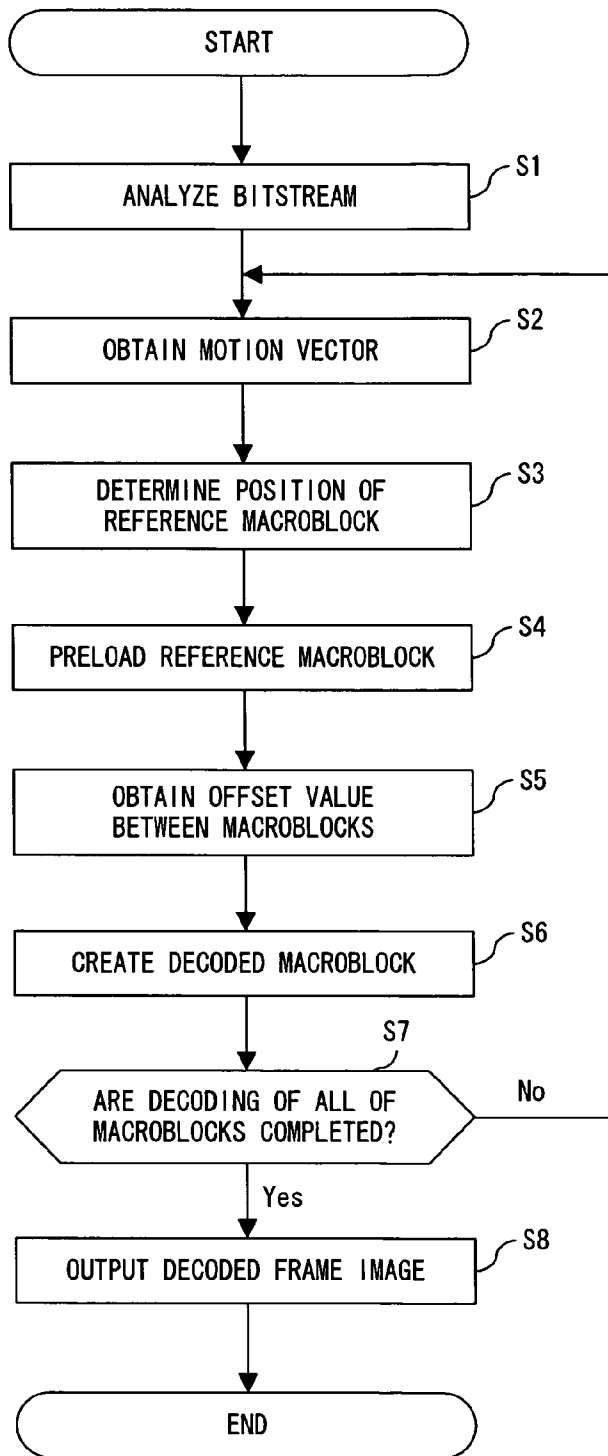 START
S1
ANALYZE BITSTREAM
S2
OBTAIN MOTION VECTOR
S3
DETERMINE POSITION OF
REFERENCE MACROBLOCK
S4
PRELOAD REFERENCE MACROBLOCK
S5
OBTAIN OFFSET VALUE
BETWEEN MACROBLOCKS
S6
CREATE DECODED MACROBLOCK
S7
ARE DECODING OF ALL OF
MACROBLOCKS COMPLETED?
No
Yes
S8
OUTPUT DECODED FRAME IMAGE
END